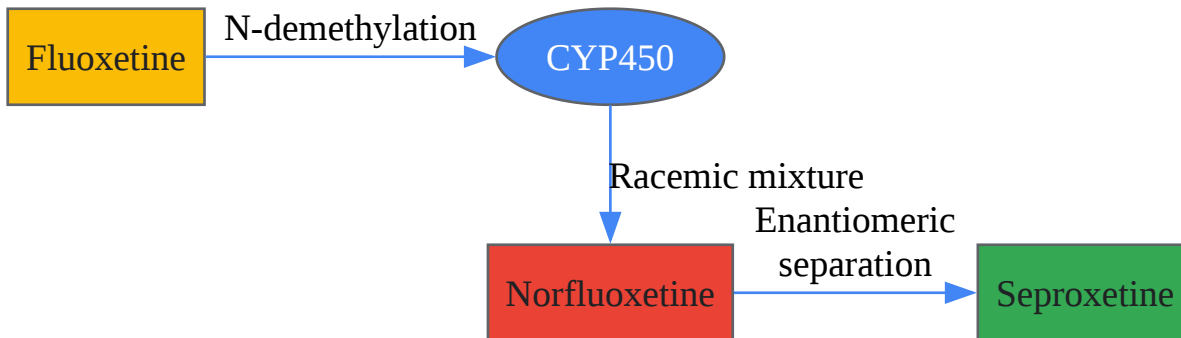 N-demethylation
Fluoxetine
CYP450
Racemic mixture
Enantiomeric
separation
Norfluoxetine
Seproxetine